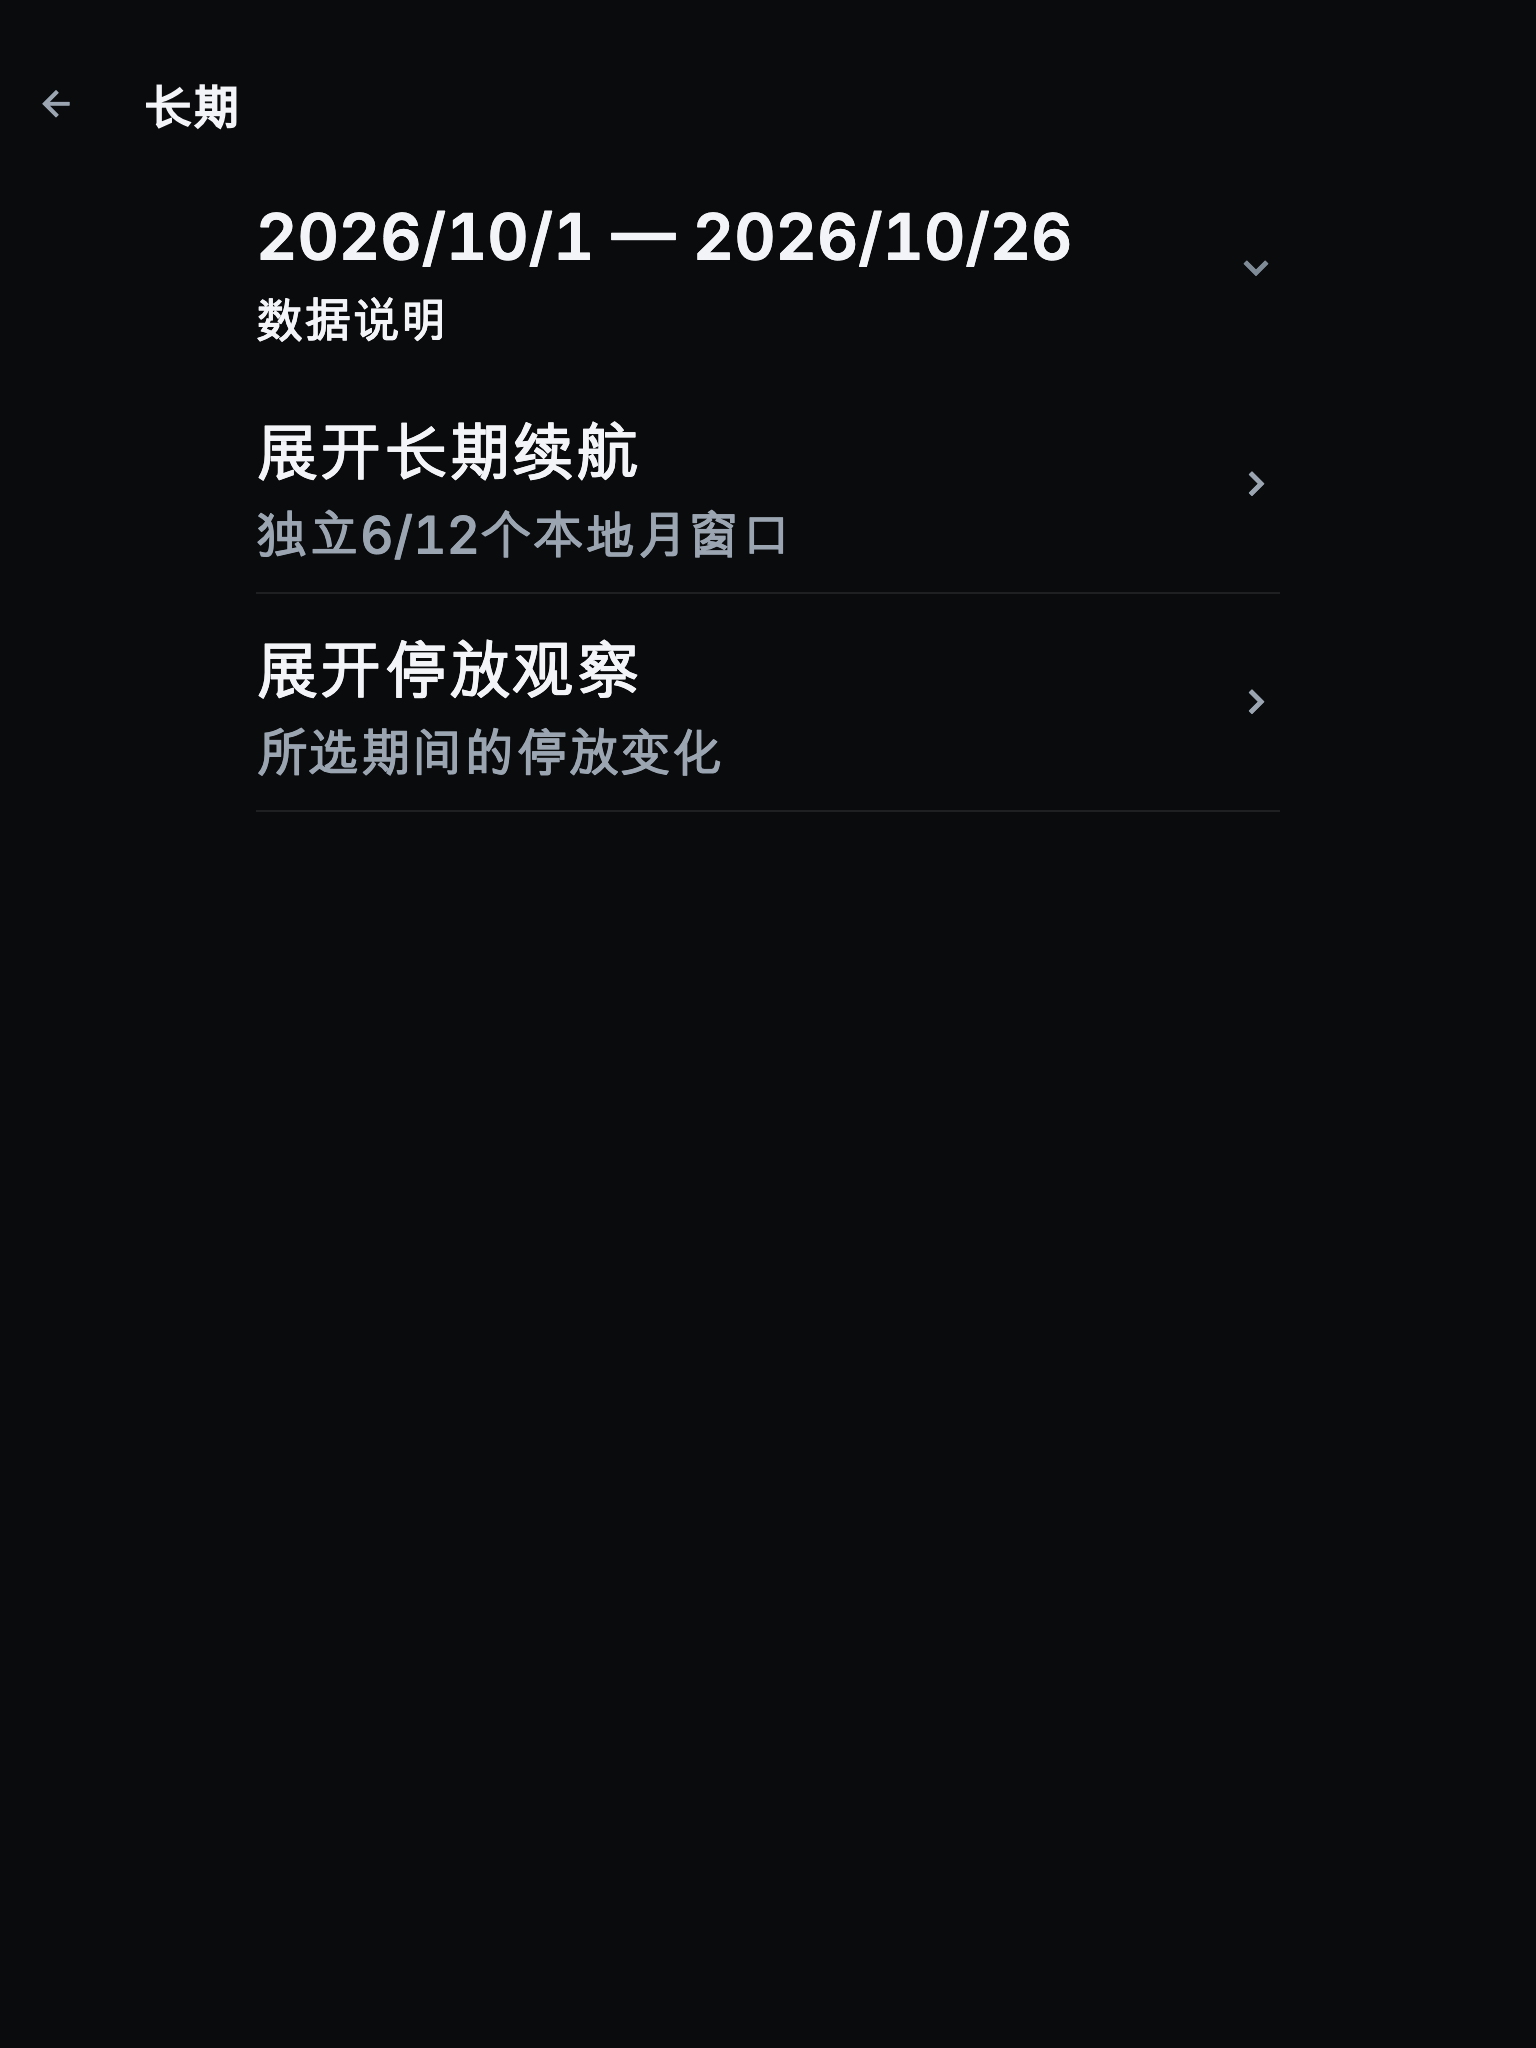 长期
2026/10/1 — 2026/10/26
数据说明
展开长期续航
独立6/12个本地月窗口
展开停放观察
所选期间的停放变化